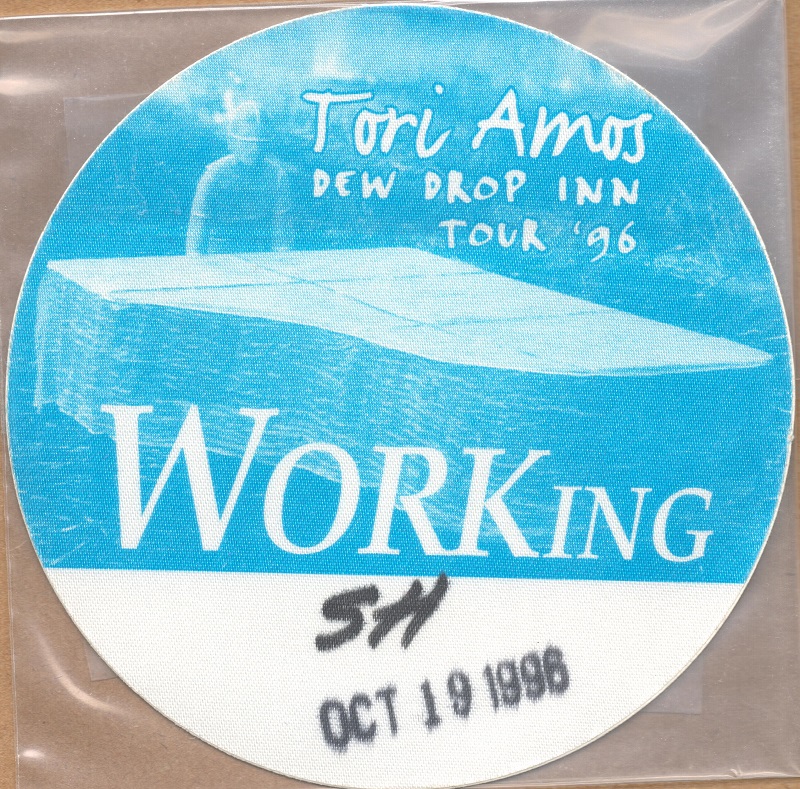 Tori Amos
DEW DROP INN
TOUR '96
WORKING
SH
OCT 19 1996